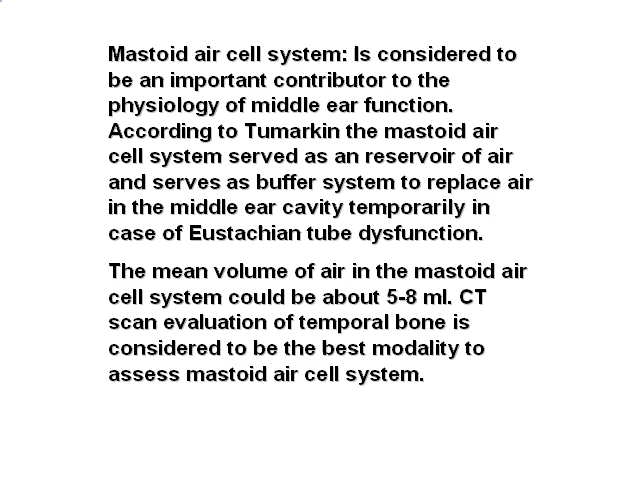 Mastoid air cell system: Is considered to
be an important contributor to the
physiology of middle ear function.
According to Tumarkin the mastoid air
cell system served as an reservoir of air
and serves as buffer system to replace air
in the middle ear cavity temporarily in
case of Eustachian tube dysfunction.
The mean volume of air in the mastoid air
cell system could be about 5-8 ml. CT
scan evaluation of temporal bone is
considered to be the best modality to
assess mastoid air cell system.